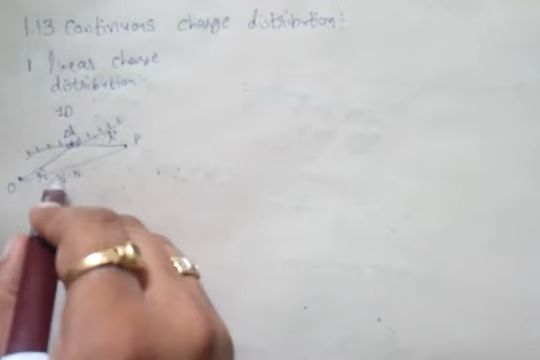 1.13 Continuous charge distribution:-
1 linear charge
distribution
1D
P
O